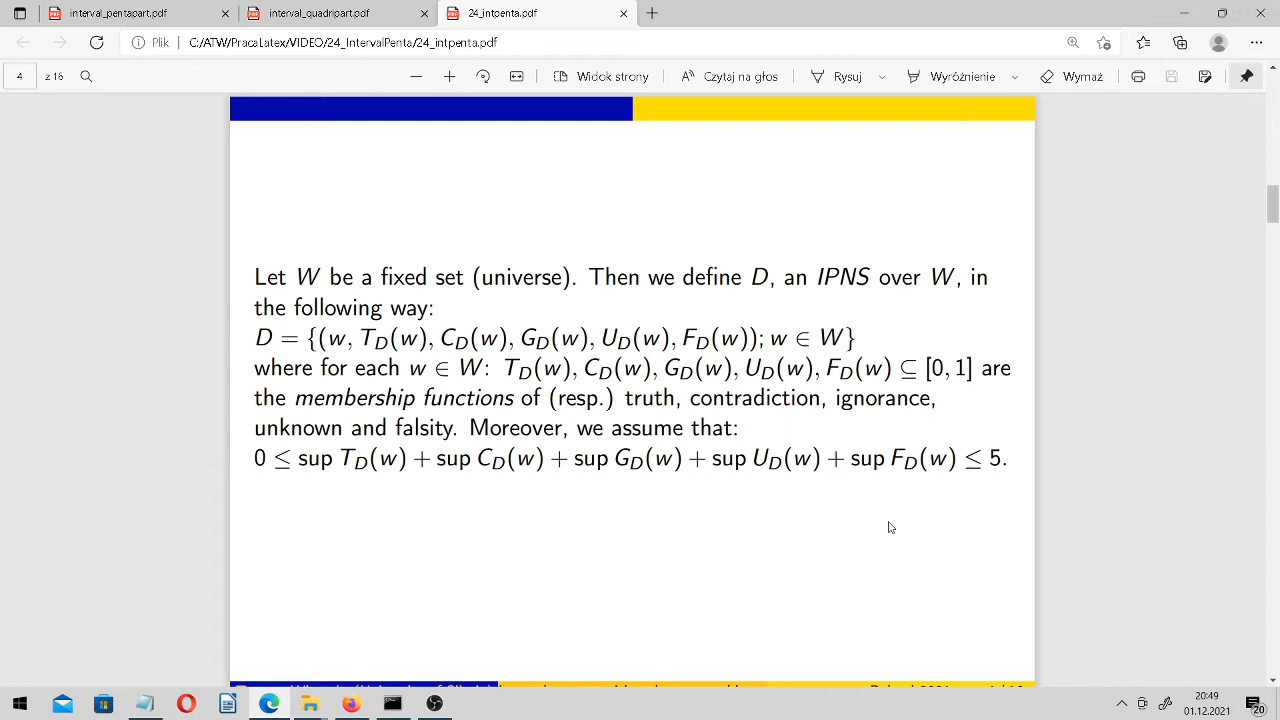 interval_pentapart.pdf
interval_quadripart.pdf
24_intpenta.pdf
Plik
C:/ATW/PracaLatex/VIDEO/24_IntervalPenta/24_intpenta.pdf
4 z 16
Widok strony
Czytaj na głos
Rysuj
Wyróżnienie
Wymaż
Let W be a fixed set (universe). Then we define D, an IPNS over W, in
the following way:
D = {(w, T_D(w), C_D(w), G_D(w), U_D(w), F_D(w)); w ∈ W}
where for each w ∈ W: T_D(w), C_D(w), G_D(w), U_D(w), F_D(w) ⊆ [0, 1] are
the membership functions of (resp.) truth, contradiction, ignorance,
unknown and falsity. Moreover, we assume that:
0 ≤ sup T_D(w) + sup C_D(w) + sup G_D(w) + sup U_D(w) + sup F_D(w) ≤ 5.
20:49
01.12.2021
20